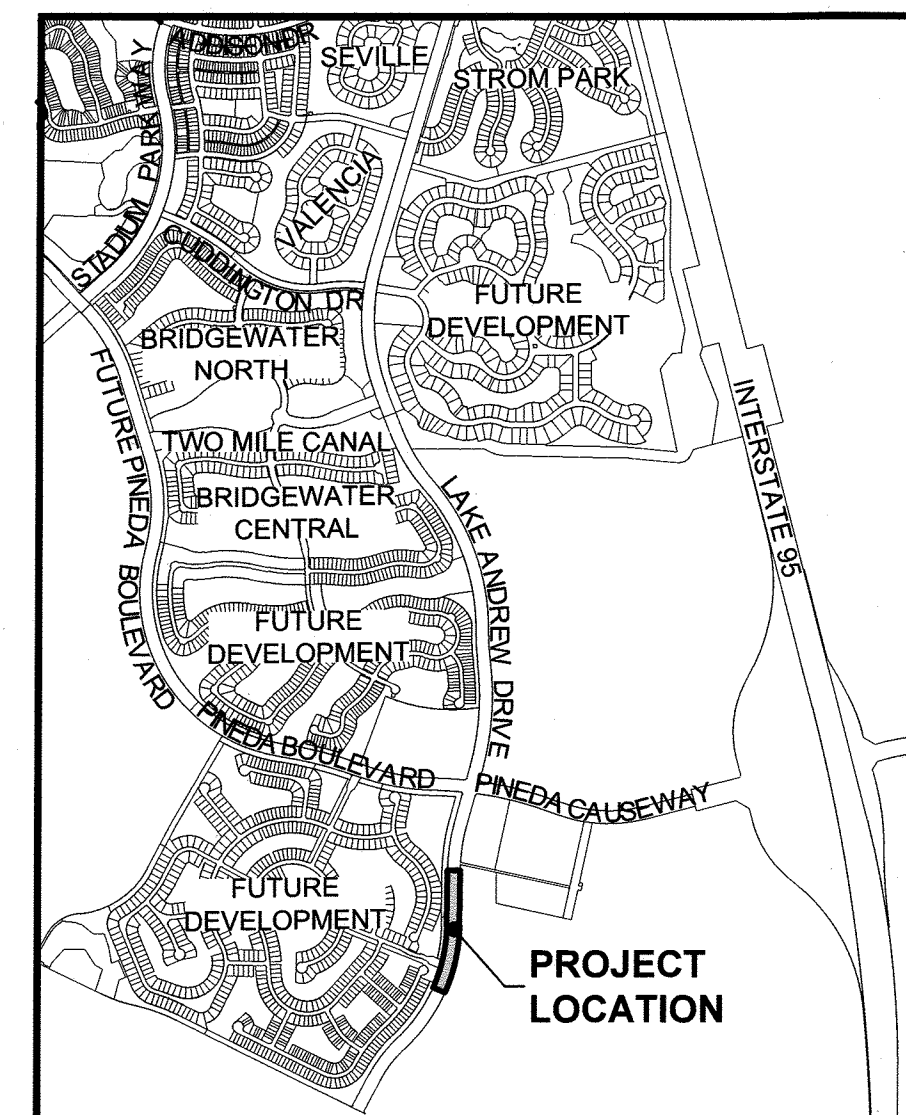 ADDISON DR
SEVILLE
STROM PARK
STADIUM PARKWAY
VALENCIA
CUDDINGTON DR
FUTURE
DEVELOPMENT
BRIDGEWATER
NORTH
FUTURE PINEDA BOULEVARD
INTERSTATE 95
TWO MILE CANAL
BRIDGEWATER
CENTRAL
LAKE ANDREW DRIVE
FUTURE
DEVELOPMENT
PINEDA BOULEVARD
PINEDA CAUSEWAY
FUTURE
DEVELOPMENT
PROJECT
LOCATION